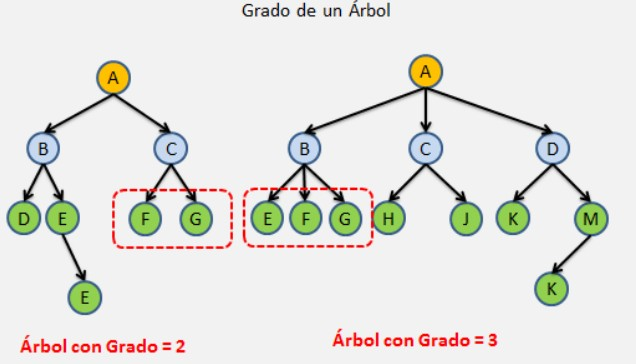 Grado de un Árbol
A
A
B
C
B
C
D
D
E
F
G
E
F
G
H
J
K
M
E
K
Árbol con Grado = 2
Árbol con Grado = 3